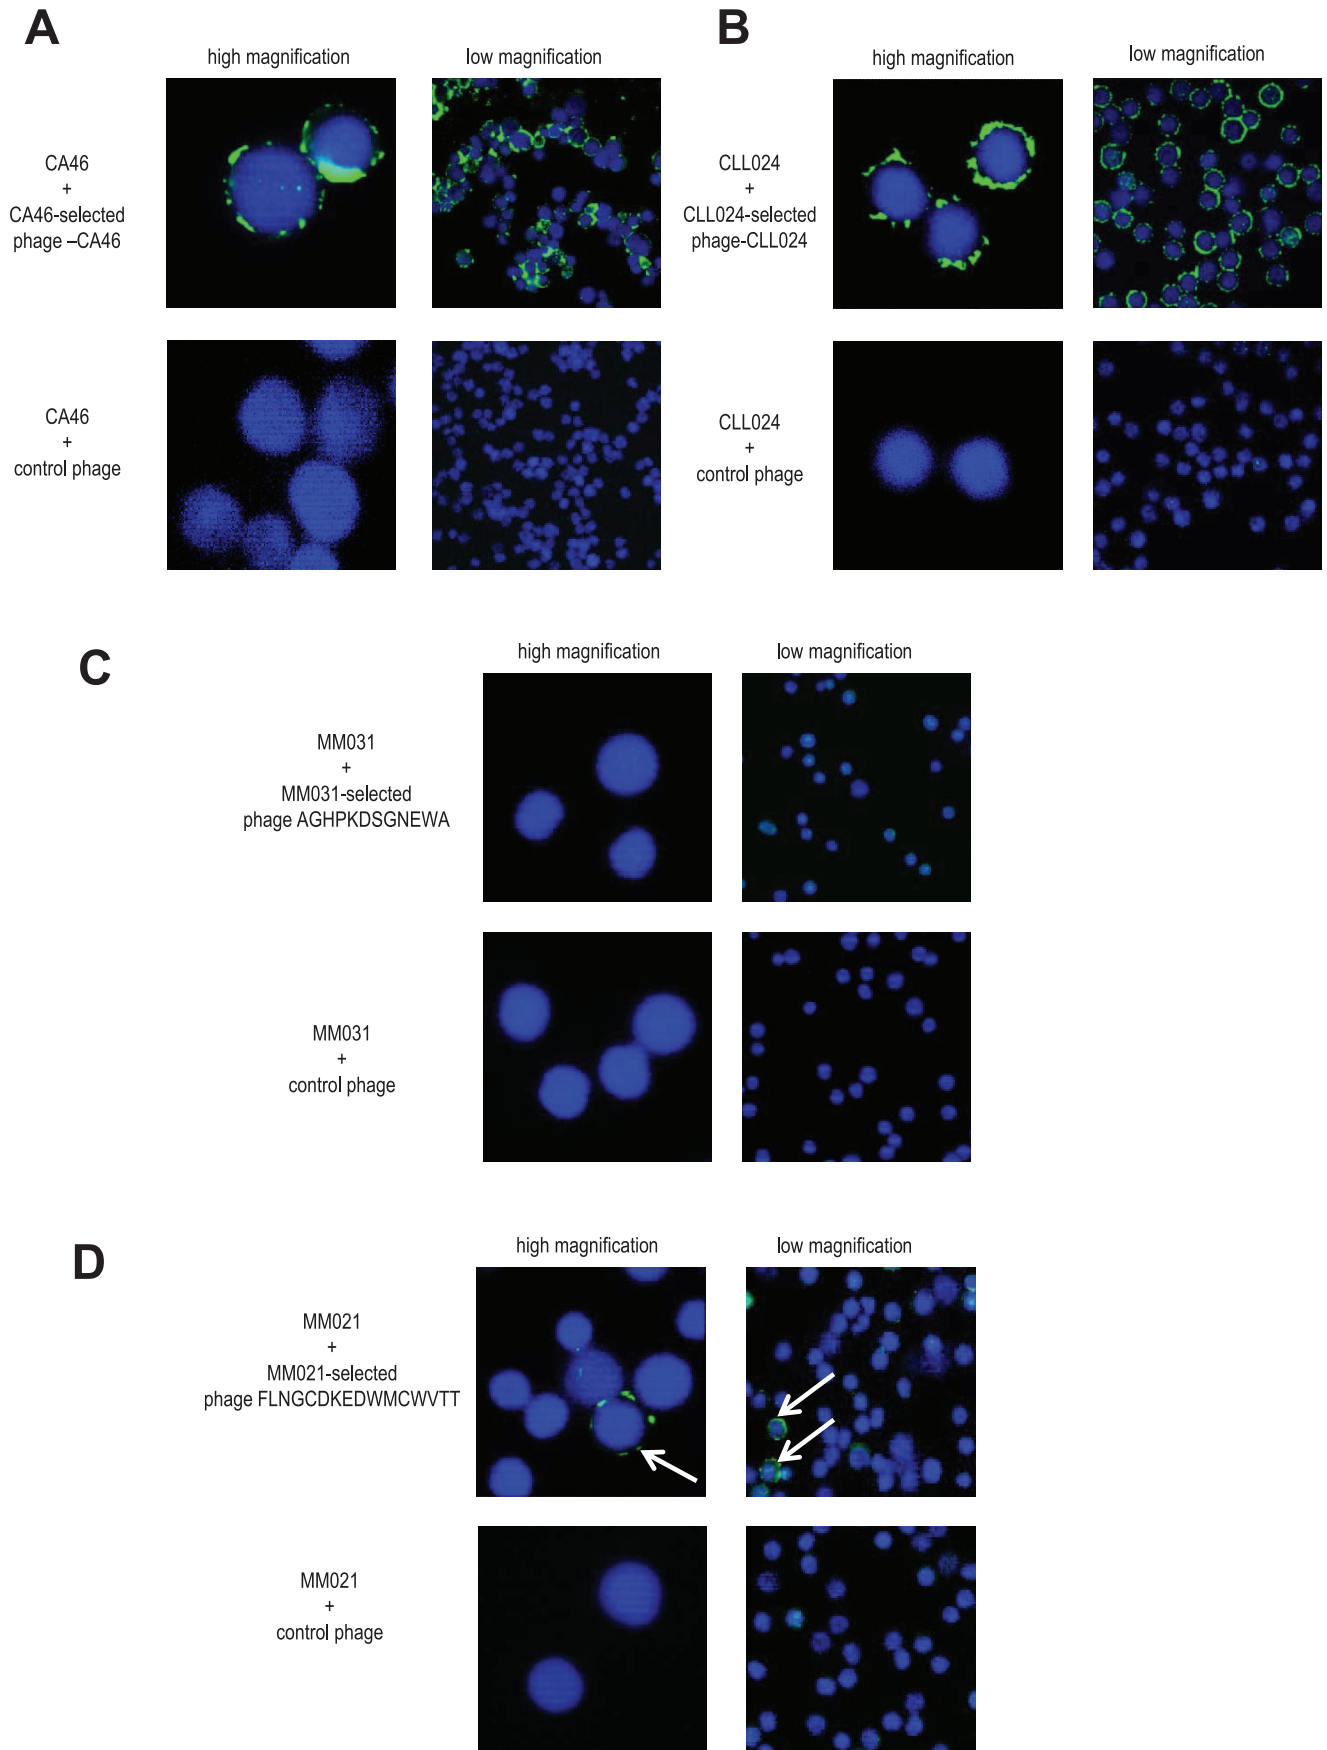 A
high magnification
low magnification
CA46
+
CA46-selected
phage –CA46
CA46
+
control phage
B
high magnification
low magnification
CLL024
+
CLL024-selected
phage-CLL024
CLL024
+
control phage
C
high magnification
low magnification
MM031
+
MM031-selected
phage AGHPKDSGNEWA
MM031
+
control phage
D
high magnification
low magnification
MM021
+
MM021-selected
phage FLNGCDKEDWMCWVTT
MM021
+
control phage